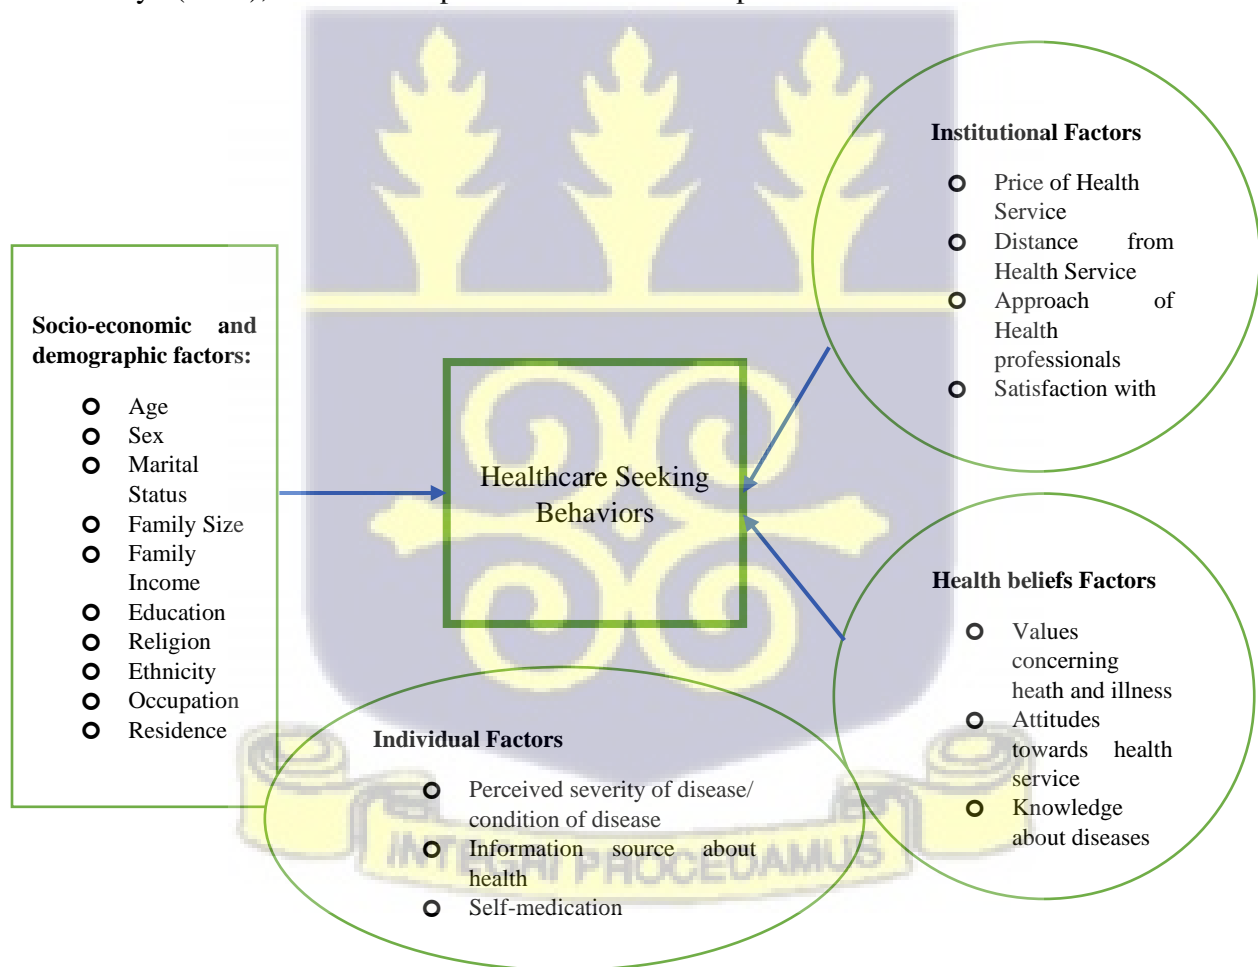 Institutional Factors
Price of Health
Service
Distance from
Health Service
Approach of
Health
professionals
Satisfaction with
Socio-economic and
demographic factors:
Age
Sex
Marital
Status
Family Size
Family
Income
Education
Religion
Ethnicity
Occupation
Residence
Healthcare Seeking
Behaviors
Health beliefs Factors
Values
concerning
heath and illness
Attitudes
towards health
service
Knowledge
about diseases
Individual Factors
Perceived severity of disease/
condition of disease
Information source about
health
Self-medication
INTEGRI PROCEDAMUS